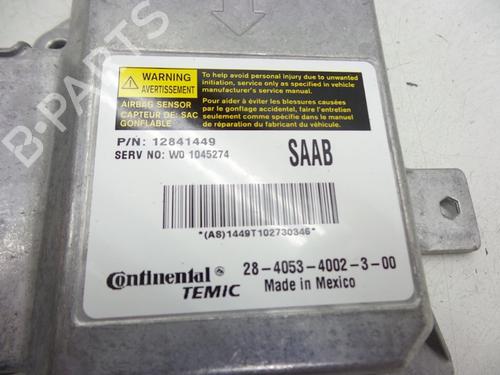 WARNING
AVERTISSEMENT
AIRBAG SENSOR
CAPTEUR DE: SAC
GONFLABLE
To help avoid personal injury due to unwanted
initiation, service only as specified in vehicle
manufacturer's service manual.
Pour aider à éviter les blessures causées
par le gonflage accidentel, faire l'entretien
seulement comme spécifié dans le manuel
de réparation du fabricant du véhicule.
P/N: 12841449
SERV NO: W0 1045274
SAAB
*(AS)1449T102730346*
Continental
TEMIC
28-4053-4002-3-00
Made in Mexico
B-PARTS